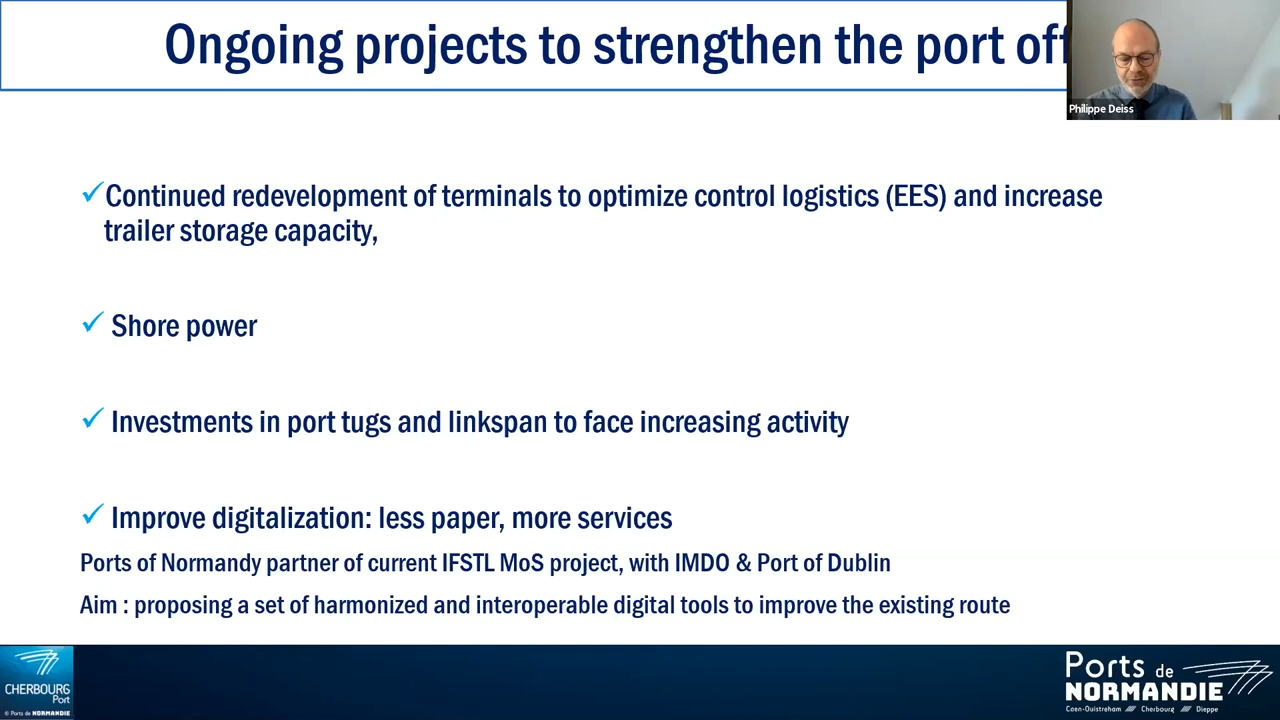 Ongoing projects to strengthen the port
Philippe Deiss
✓Continued redevelopment of terminals to optimize control logistics (EES) and increase
trailer storage capacity,
✓ Shore power
✓ Investments in port tugs and linkspan to face increasing activity
✓ Improve digitalization: less paper, more services
Ports of Normandy partner of current IFSTL MoS project, with IMDO & Port of Dublin
Aim : proposing a set of harmonized and interoperable digital tools to improve the existing route
CHERBOURG
Port
© Ports de NORMANDIE
Ports de
NORMANDIE
Caen-Ouistreham /// Cherbourg /// Dieppe